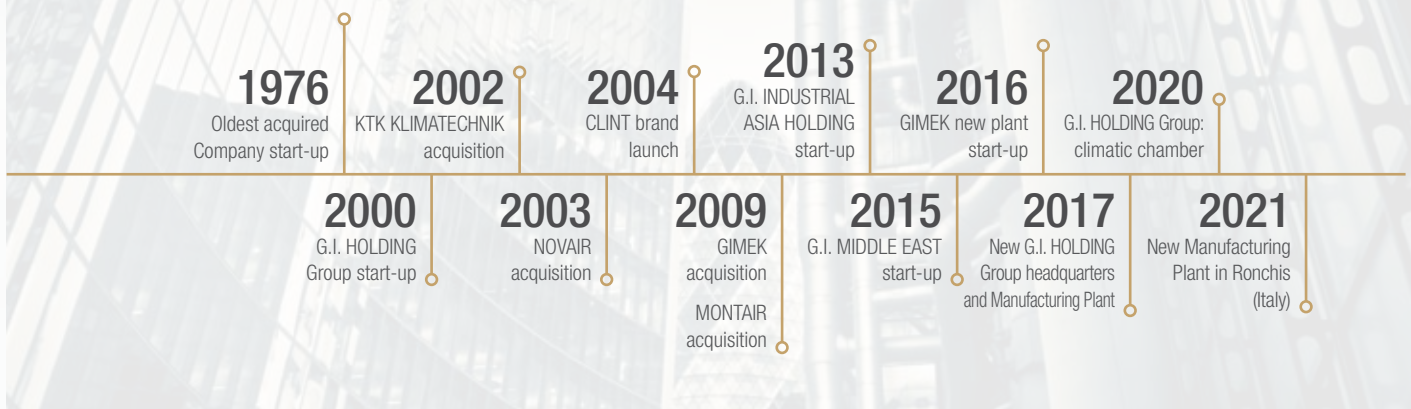 1976
Oldest acquired
Company start-up
2000
G.I. HOLDING
Group start-up
2002
KTK KLIMATECHNIK
acquisition
2003
NOVAIR
acquisition
2004
CLINT brand
launch
2009
GIMEK
acquisition
MONTAIR
acquisition
2013
G.I. INDUSTRIAL
ASIA HOLDING
start-up
2015
G.I. MIDDLE EAST
start-up
2016
GIMEK new plant
start-up
2017
New G.I. HOLDING
Group headquarters
and Manufacturing Plant
2020
G.I. HOLDING Group:
climatic chamber
2021
New Manufacturing
Plant in Ronchis
(Italy)